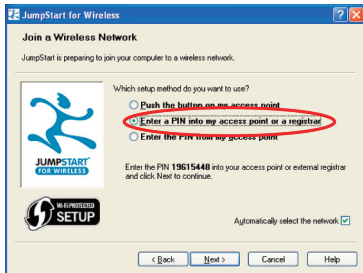 JumpStart for Wireless
Join a Wireless Network
JumpStart is preparing to join your computer to a wireless network.
Which setup method do you want to use?
Push the button on my access point
Enter a PIN into my access point or a registrar
Enter the PIN from my access point
JUMPSTART
FOR WIRELESS
Enter the PIN 19615448 into your access point or external registrar
and click Next to continue.
WI-FI PROTECTED
SETUP
Automatically select the network
< Back
Next >
Cancel
Help